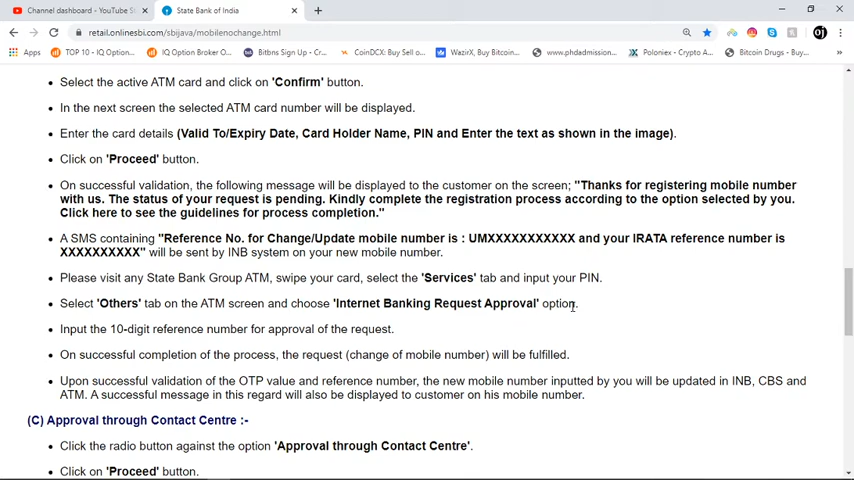 Channel dashboard - YouTube S
State Bank of India
retail.onlinesbi.com/sbijava/mobilenochange.html
Apps
TOP 10 - IQ Option...
IQ Option Broker O...
Bitbns Sign Up - Cr...
CoinDCX: Buy Sell o...
WazirX, Buy Bitcoin...
www.phdadmission...
Poloniex - Crypto A...
Bitcoin Drugs - Buy...
»
• Select the active ATM card and click on 'Confirm' button.
• In the next screen the selected ATM card number will be displayed.
• Enter the card details (Valid To/Expiry Date, Card Holder Name, PIN and Enter the text as shown in the image).
• Click on 'Proceed' button.
• On successful validation, the following message will be displayed to the customer on the screen; "Thanks for registering mobile number
with us. The status of your request is pending. Kindly complete the registration process according to the option selected by you.
Click here to see the guidelines for process completion."
• A SMS containing "Reference No. for Change/Update mobile number is : UMXXXXXXXXXXX and your IRATA reference number is
XXXXXXXXXX" will be sent by INB system on your new mobile number.
• Please visit any State Bank Group ATM, swipe your card, select the 'Services' tab and input your PIN.
• Select 'Others' tab on the ATM screen and choose 'Internet Banking Request Approval' option.
• Input the 10-digit reference number for approval of the request.
• On successful completion of the process, the request (change of mobile number) will be fulfilled.
• Upon successful validation of the OTP value and reference number, the new mobile number inputted by you will be updated in INB, CBS and
ATM. A successful message in this regard will also be displayed to customer on his mobile number.
(C) Approval through Contact Centre :-
• Click the radio button against the option 'Approval through Contact Centre'.
• Click on 'Proceed' button.